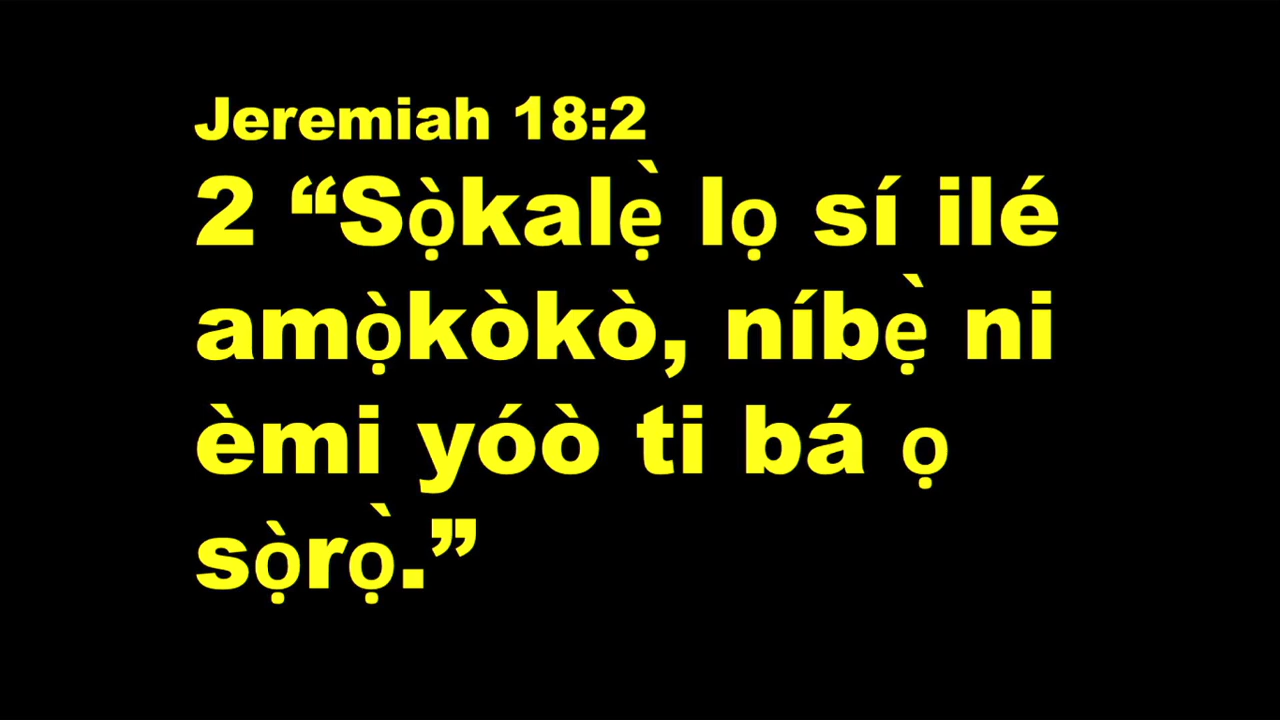 Jeremiah 18:2
2 “Sọ̀kalẹ̀ lọ sí ilé
amọ̀kòkò, níbẹ̀ ni
èmi yóò ti bá ọ
sọ̀rọ̀.”